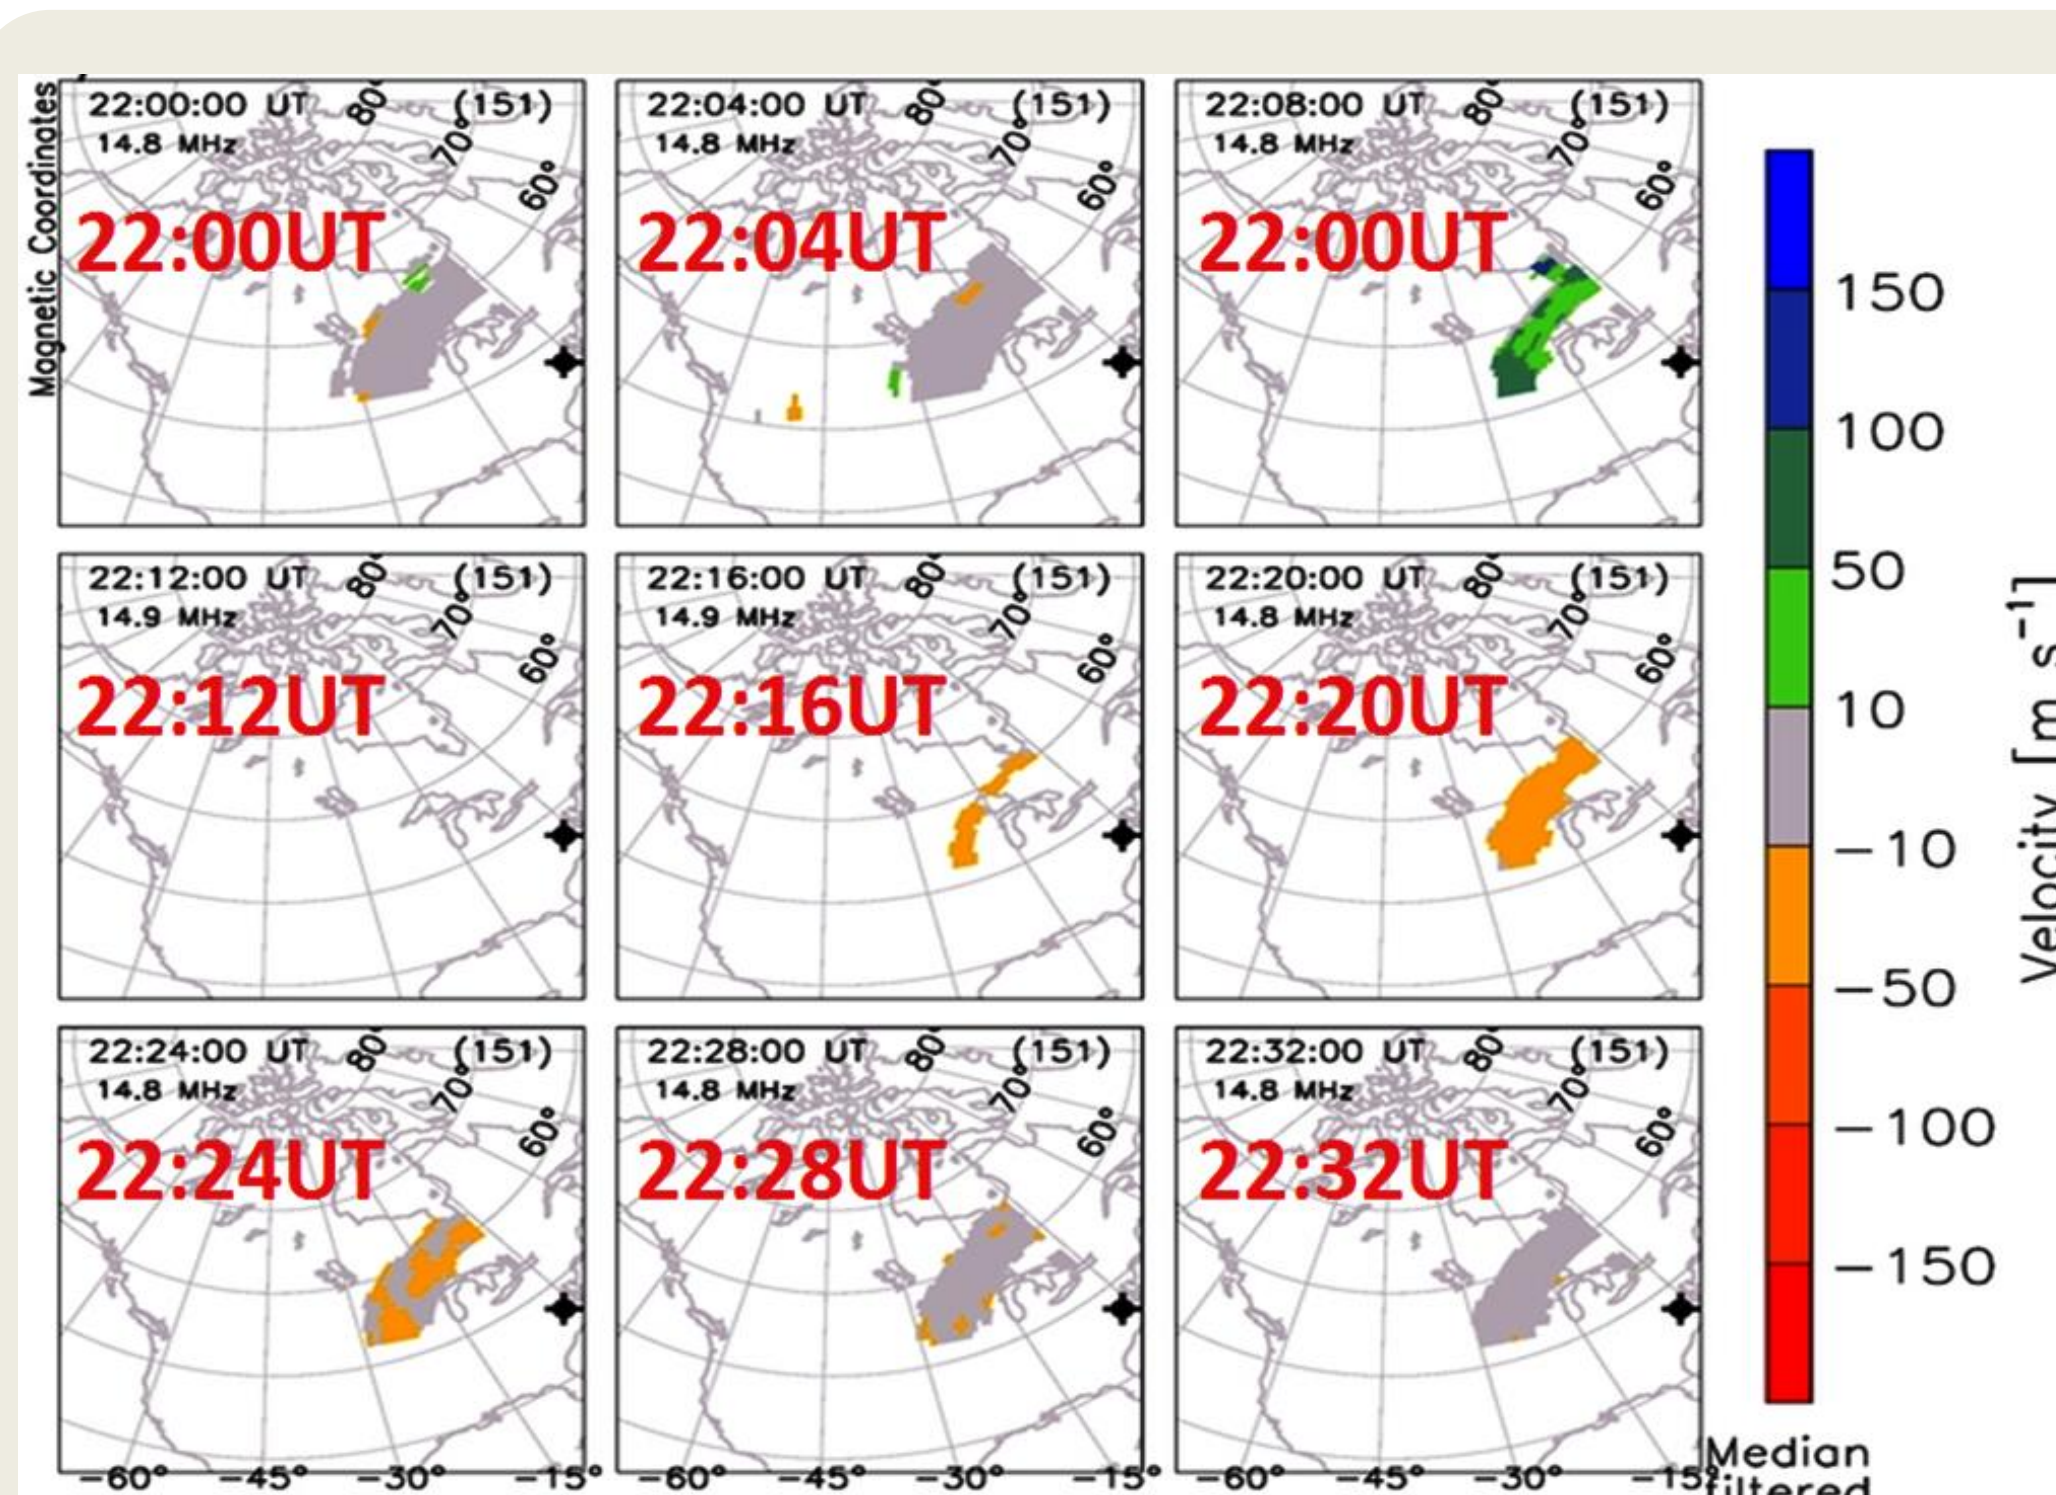 Magnetic Coordinates
22:00:00 UT 80° (151)
14.8 MHz 70°
60°
22:00UT
22:04:00 UT 80° (151)
14.8 MHz 70°
60°
22:04UT
22:08:00 UT 80° (151)
14.8 MHz 70°
60°
22:00UT
22:12:00 UT 80° (151)
14.9 MHz 70°
60°
22:12UT
22:16:00 UT 80° (151)
14.9 MHz 70°
60°
22:16UT
22:20:00 UT 80° (151)
14.8 MHz 70°
60°
22:20UT
22:24:00 UT 80° (151)
14.8 MHz 70°
60°
22:24UT
22:28:00 UT 80° (151)
14.8 MHz 70°
60°
22:28UT
22:32:00 UT 80° (151)
14.8 MHz 70°
60°
22:32UT
−60° −45° −30° −15°
−60° −45° −30° −15°
−60° −45° −30° −15°
150
100
50
10
−10
−50
−100
−150
Velocity [m s⁻¹]
Median
filtered